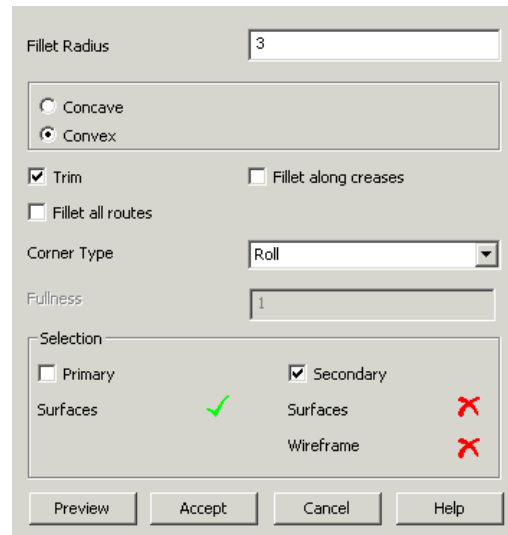 Fillet Radius 3
Concave
Convex
Trim Fillet along creases
Fillet all routes
Corner Type Roll
Fullness 1
Selection
Primary Secondary
Surfaces Surfaces
Wireframe
Preview Accept Cancel Help